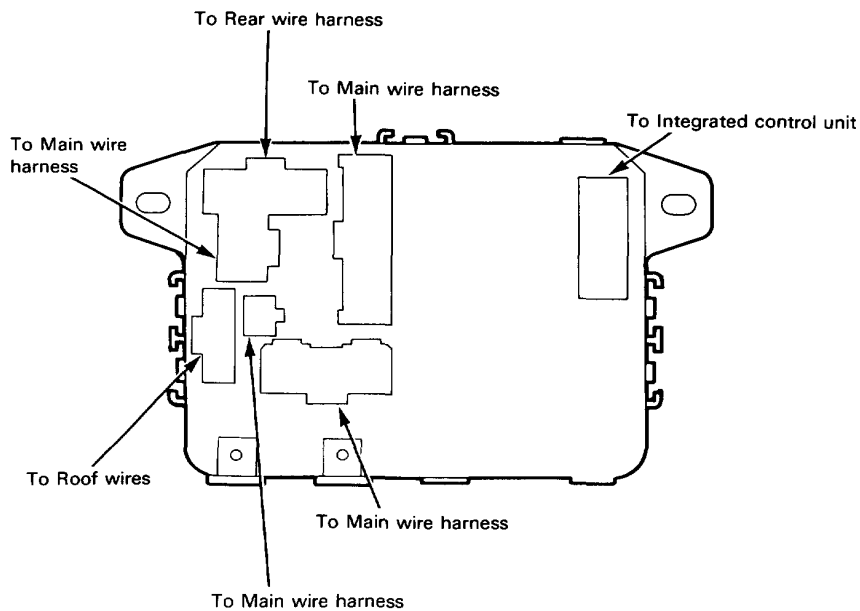 To Rear wire harness
To Main wire harness
To Integrated control unit
To Main wire
harness
To Roof wires
To Main wire harness
To Main wire harness